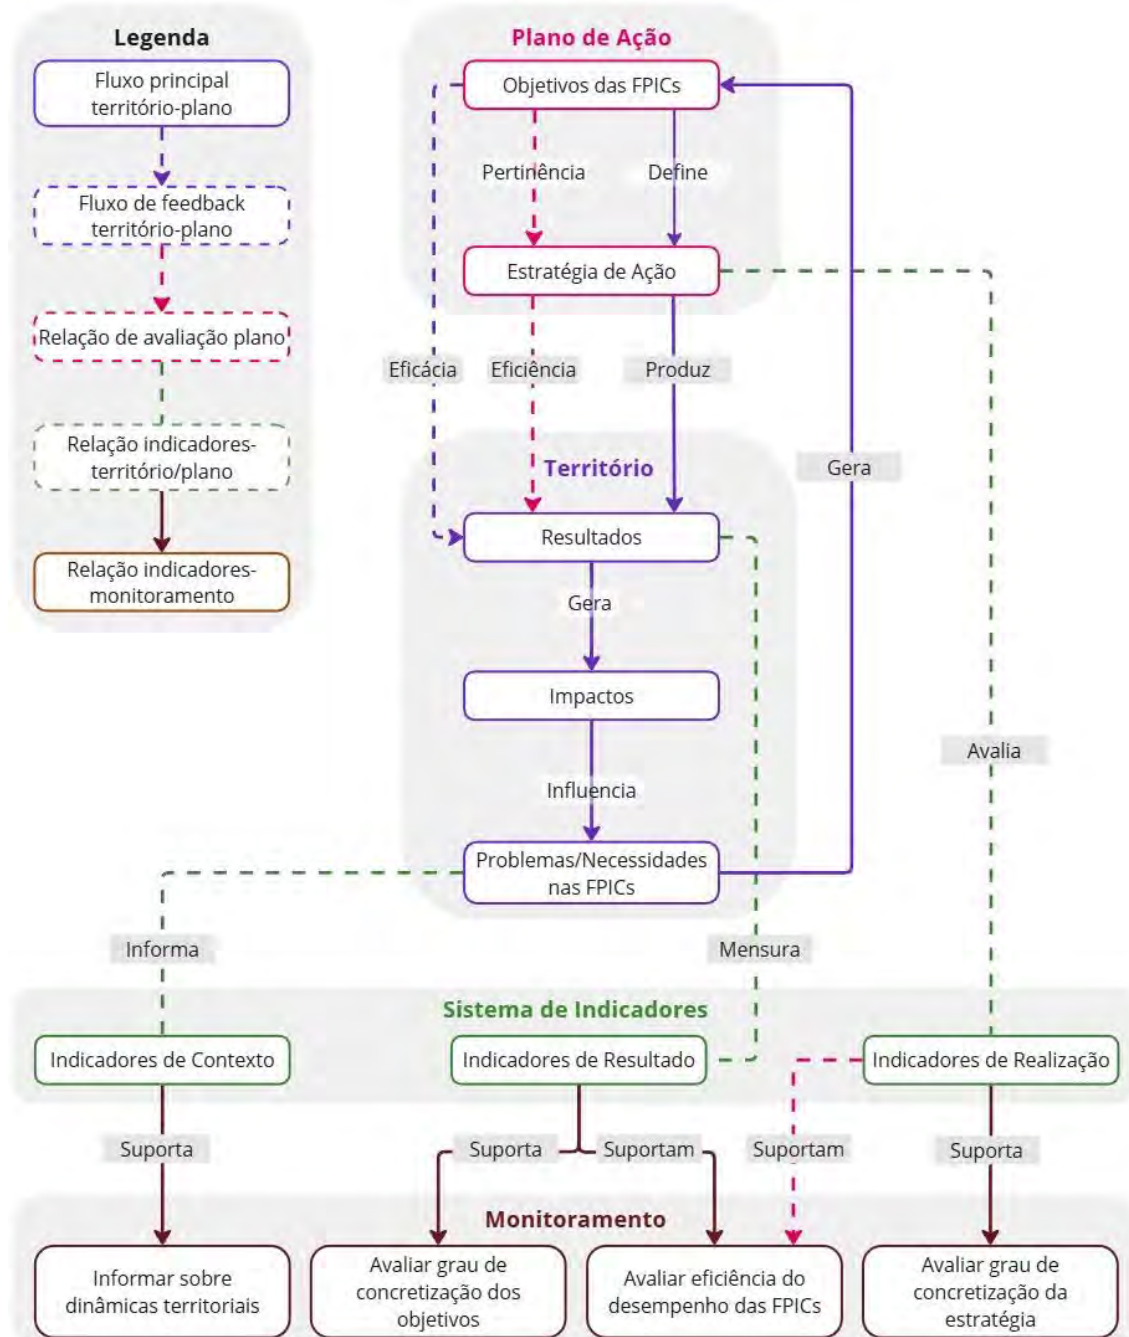 Legenda
Fluxo principal
território-plano
Fluxo de feedback
território-plano
Relação de avaliação plano
Relação indicadores-
território/plano
Relação indicadores-
monitoramento
Plano de Ação
Objetivos das FPICs
Pertinência
Define
Estratégia de Ação
Eficácia
Eficiência
Produz
Território
Gera
Resultados
Gera
Impactos
Avalia
Influencia
Problemas/Necessidades
nas FPICs
Informa
Mensura
Sistema de Indicadores
Indicadores de Contexto
Indicadores de Resultado
Indicadores de Realização
Suporta
Suporta
Suportam
Suportam
Suporta
Monitoramento
Informar sobre
dinâmicas territoriais
Avaliar grau de
concretização dos
objetivos
Avaliar eficiência do
desempenho das FPICs
Avaliar grau de
concretização da
estratégia